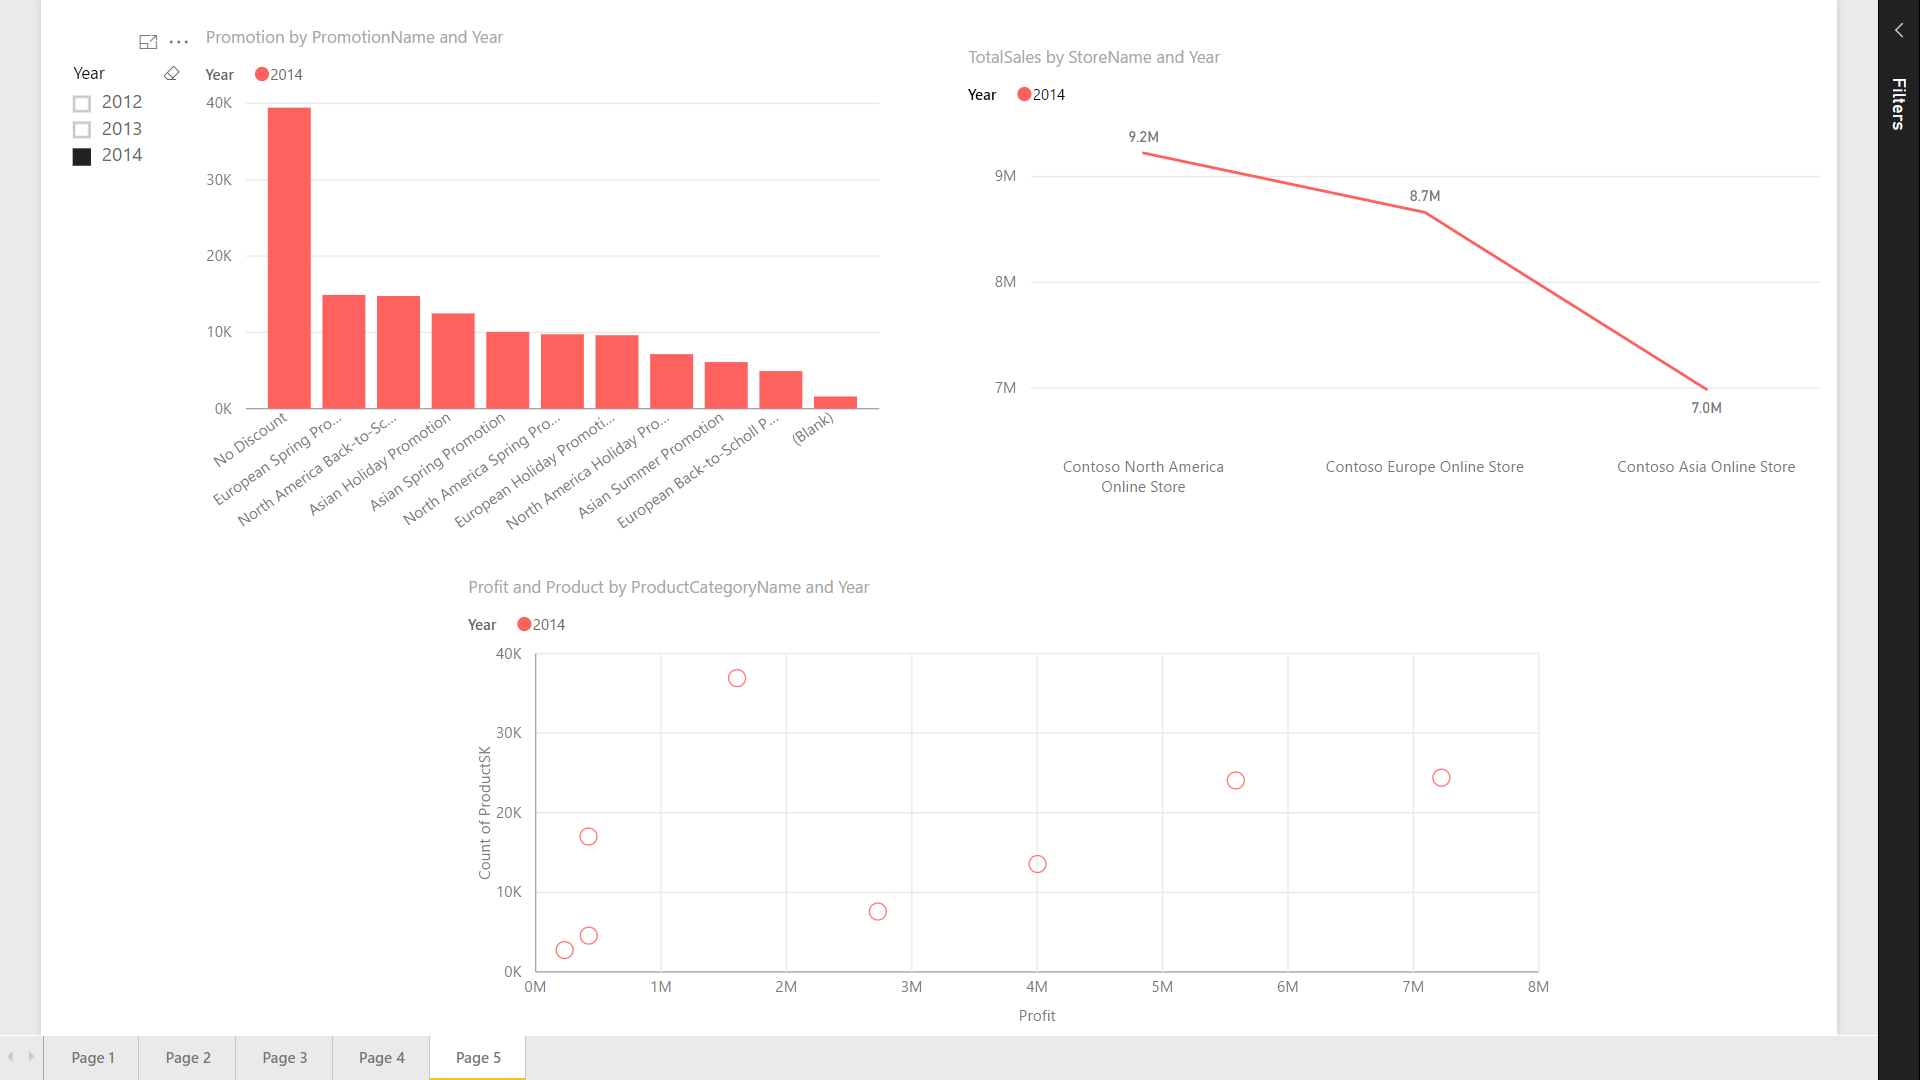 Year
2012
2013
2014
Promotion by PromotionName and Year
Year 2014
40K
30K
20K
10K
0K
No Discount
European Spring Pro...
North America Back-to-Sc...
Asian Holiday Promotion
Asian Spring Promotion
North America Spring Pro...
European Holiday Promoti...
North America Holiday Pro...
Asian Summer Promotion
European Back-to-Scholl P...
(Blank)
TotalSales by StoreName and Year
Year 2014
9.2M
9M
8.7M
8M
7M
7.0M
Contoso North America
Online Store
Contoso Europe Online Store
Contoso Asia Online Store
Profit and Product by ProductCategoryName and Year
Year 2014
Count of ProductSK
40K
30K
20K
10K
0K
0M 1M 2M 3M 4M 5M 6M 7M 8M
Profit
Filters
Page 1 Page 2 Page 3 Page 4 Page 5